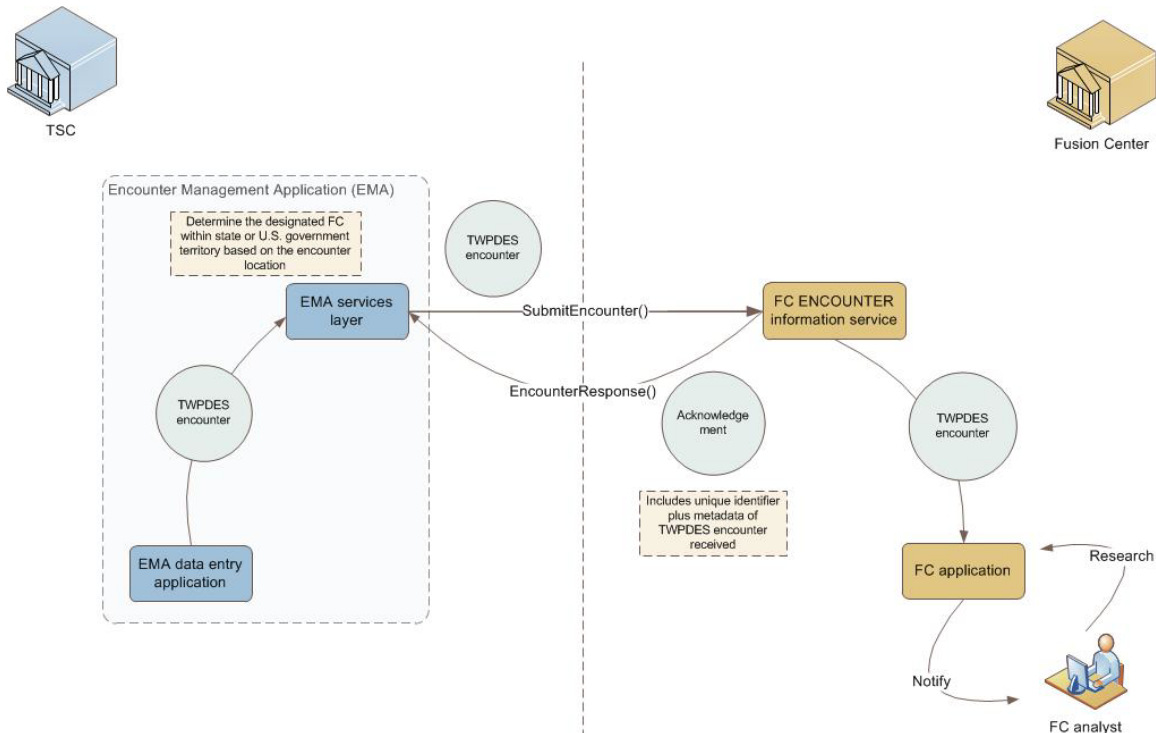 TSC
Fusion Center
Encounter Management Application (EMA)
Determine the designated FC
within state or U.S. government
territory based on the encounter
location
TWPDES
encounter
EMA services
layer
SubmitEncounter()
FC ENCOUNTER
information service
EncounterResponse()
TWPDES
encounter
Acknowledge
ment
TWPDES
encounter
Includes unique identifier
plus metadata of
TWPDES encounter
received
EMA data entry
application
FC application
Research
Notify
FC analyst